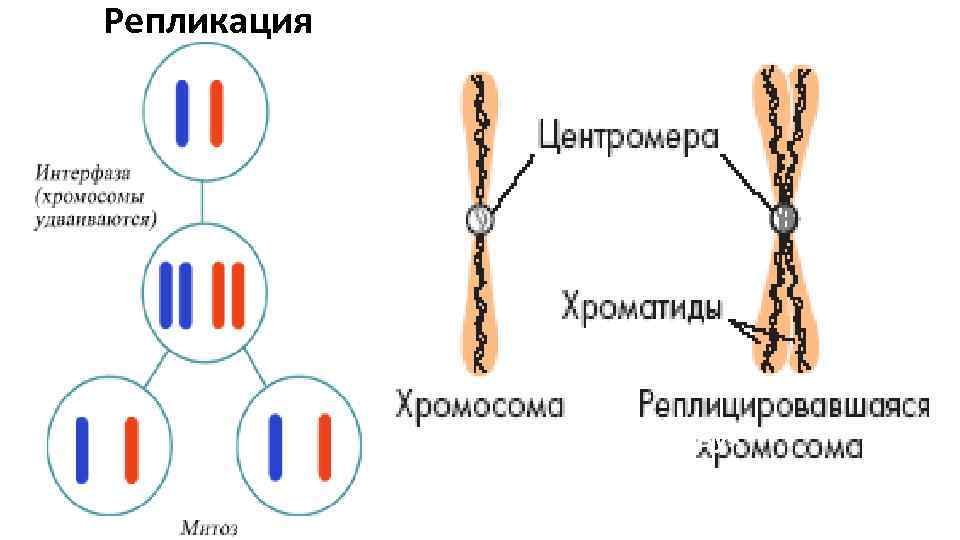 Репликация
Интерфаза
(хромосомы
удваиваются)
Митоз
Центромера
Хроматиды
Хромосома
Реплицировавшаяся
хромосома